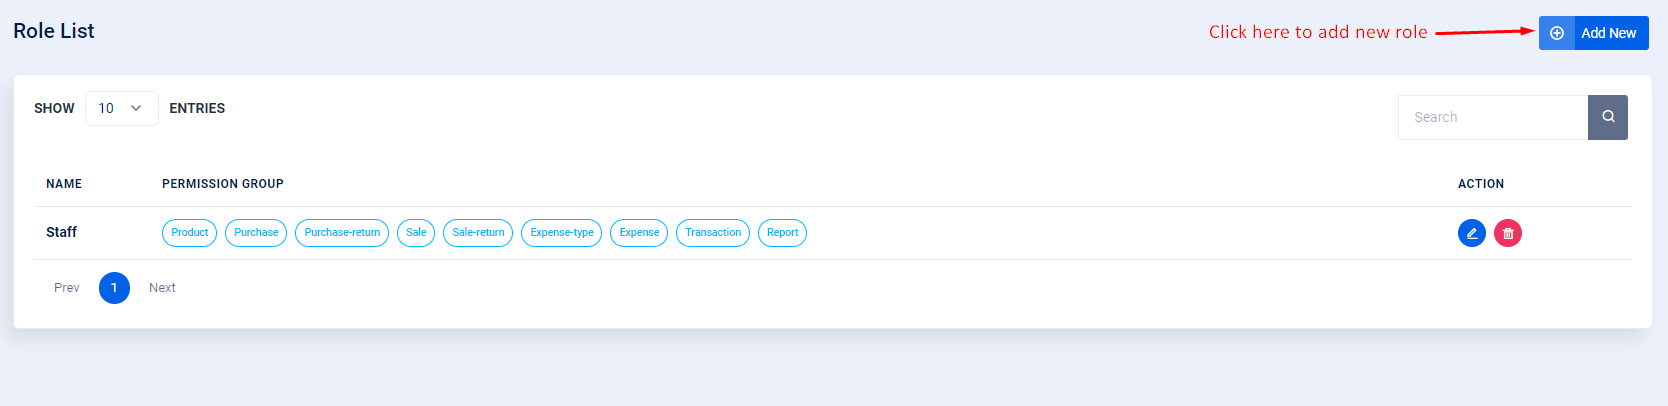 Role List
Click here to add new role
Add New
SHOW 10 ENTRIES
Search
NAME PERMISSION GROUP ACTION
Staff Product Purchase Purchase-return Sale Sale-return Expense-type Expense Transaction Report
Prev 1 Next